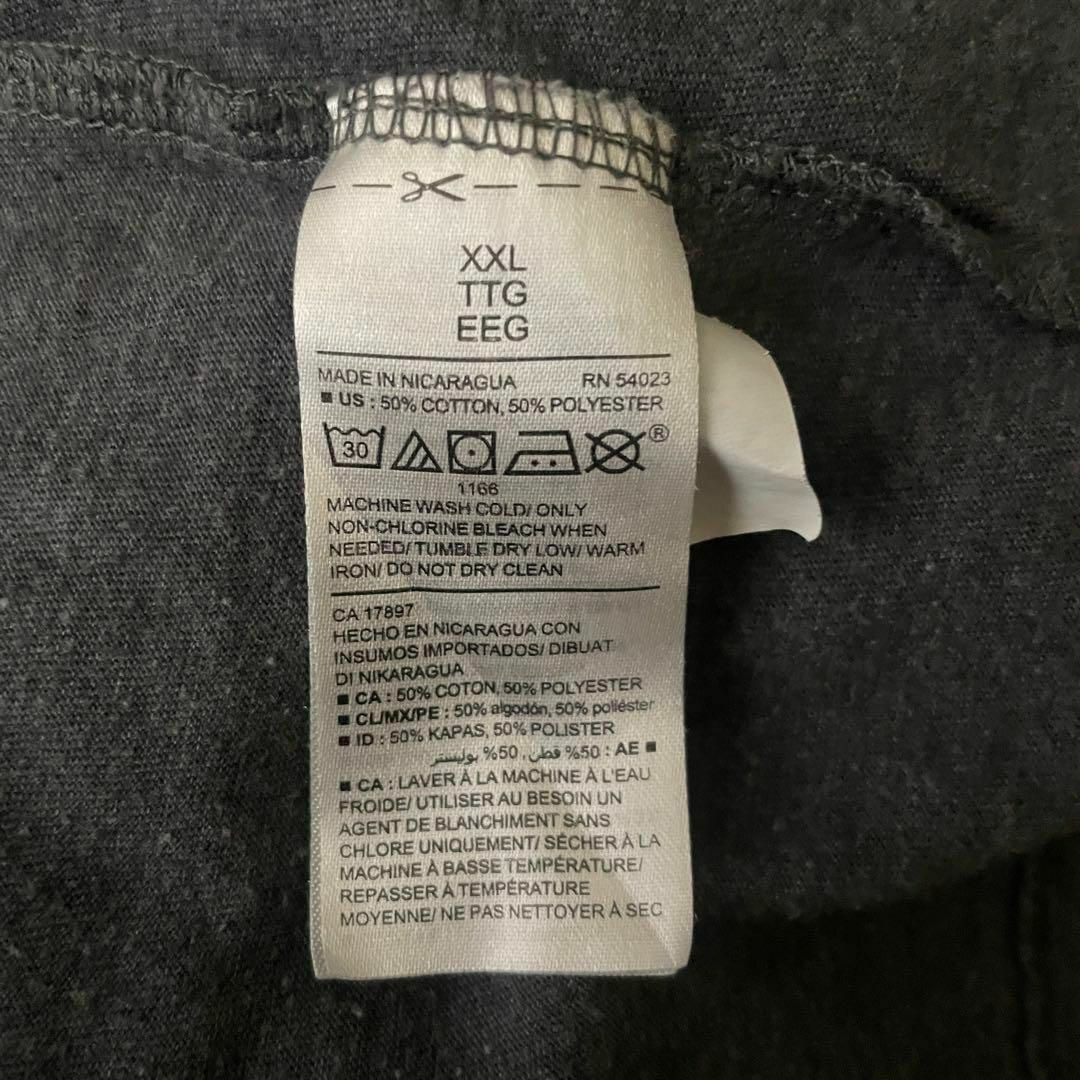 XXL
TTG
EEG
MADE IN NICARAGUA RN 54023
■ US : 50% COTTON, 50% POLYESTER
30 ®
1166
MACHINE WASH COLD/ ONLY
NON-CHLORINE BLEACH WHEN
NEEDED/ TUMBLE DRY LOW/ WARM
IRON/ DO NOT DRY CLEAN
CA 17897
HECHO EN NICARAGUA CON
INSUMOS IMPORTADOS/ DIBUAT
DI NIKARAGUA
■ CA : 50% COTON, 50% POLYESTER
■ CL/MX/PE : 50% algodón, 50% poliéster
■ ID : 50% KAPAS, 50% POLISTER
■ AE : 50% قطن، 50% بوليستر
■ CA : LAVER À LA MACHINE À L'EAU
FROIDE/ UTILISER AU BESOIN UN
AGENT DE BLANCHIMENT SANS
CHLORE UNIQUEMENT/ SÉCHER À LA
MACHINE À BASSE TEMPÉRATURE/
REPASSER À TEMPÉRATURE
MOYENNE/ NE PAS NETTOYER À SEC